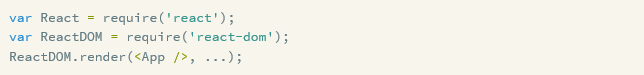 var React = require('react');
var ReactDOM = require('react-dom');
ReactDOM.render(<App />, ...);